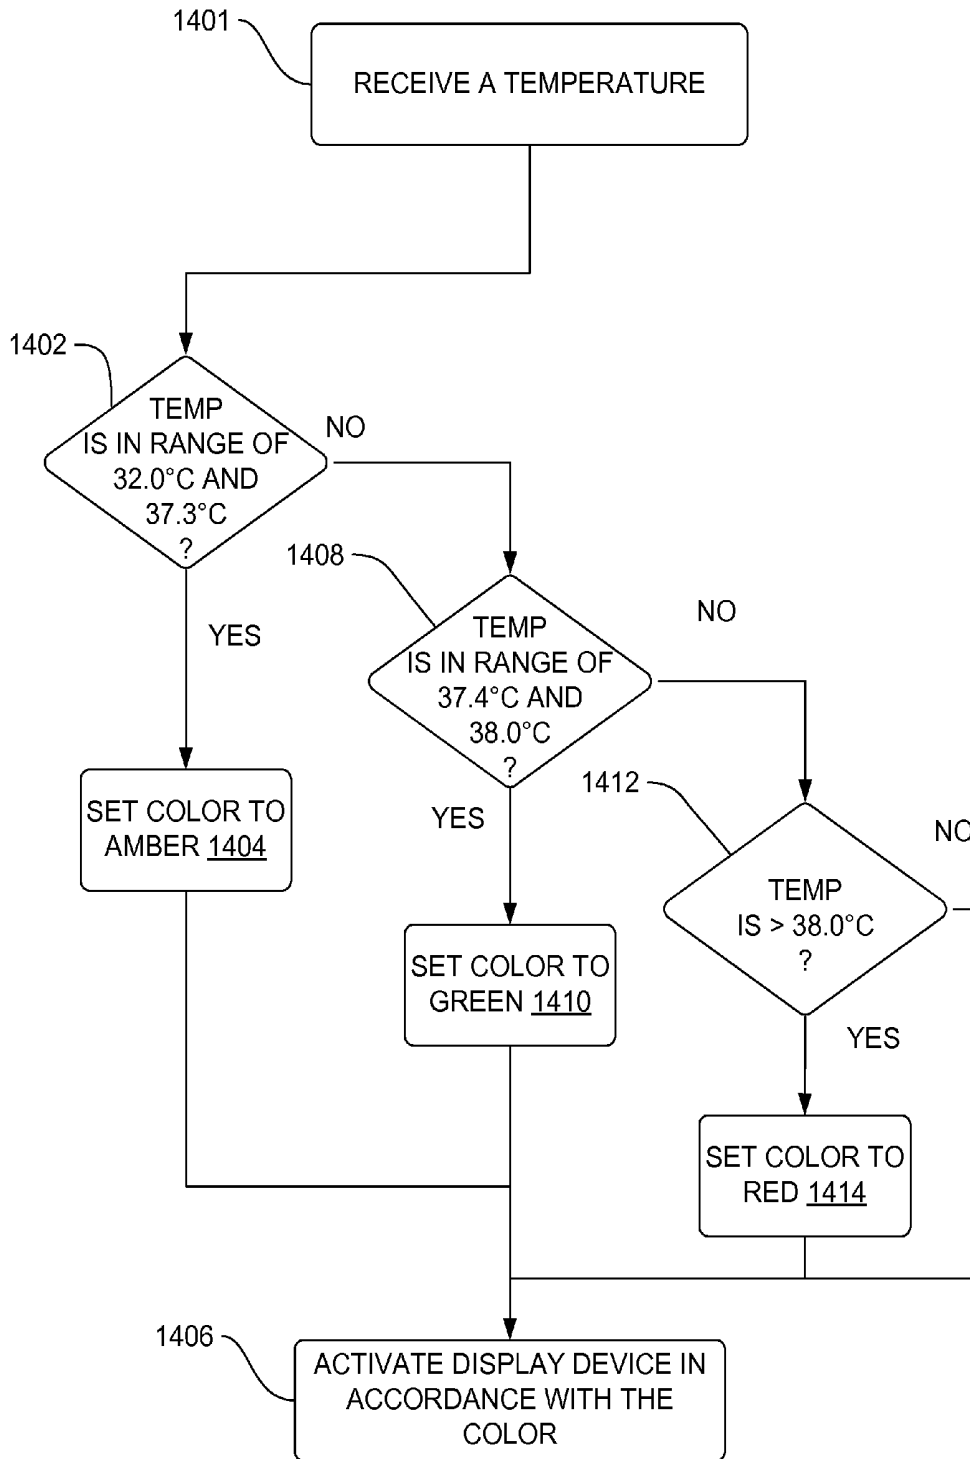 1401
RECEIVE A TEMPERATURE
1402
TEMP
IS IN RANGE OF
32.0°C AND
37.3°C
?
NO
YES
1408
TEMP
IS IN RANGE OF
37.4°C AND
38.0°C
?
NO
YES
SET COLOR TO
AMBER 1404
1412
TEMP
IS > 38.0°C
?
NO
YES
SET COLOR TO
GREEN 1410
SET COLOR TO
RED 1414
1406
ACTIVATE DISPLAY DEVICE IN
ACCORDANCE WITH THE
COLOR